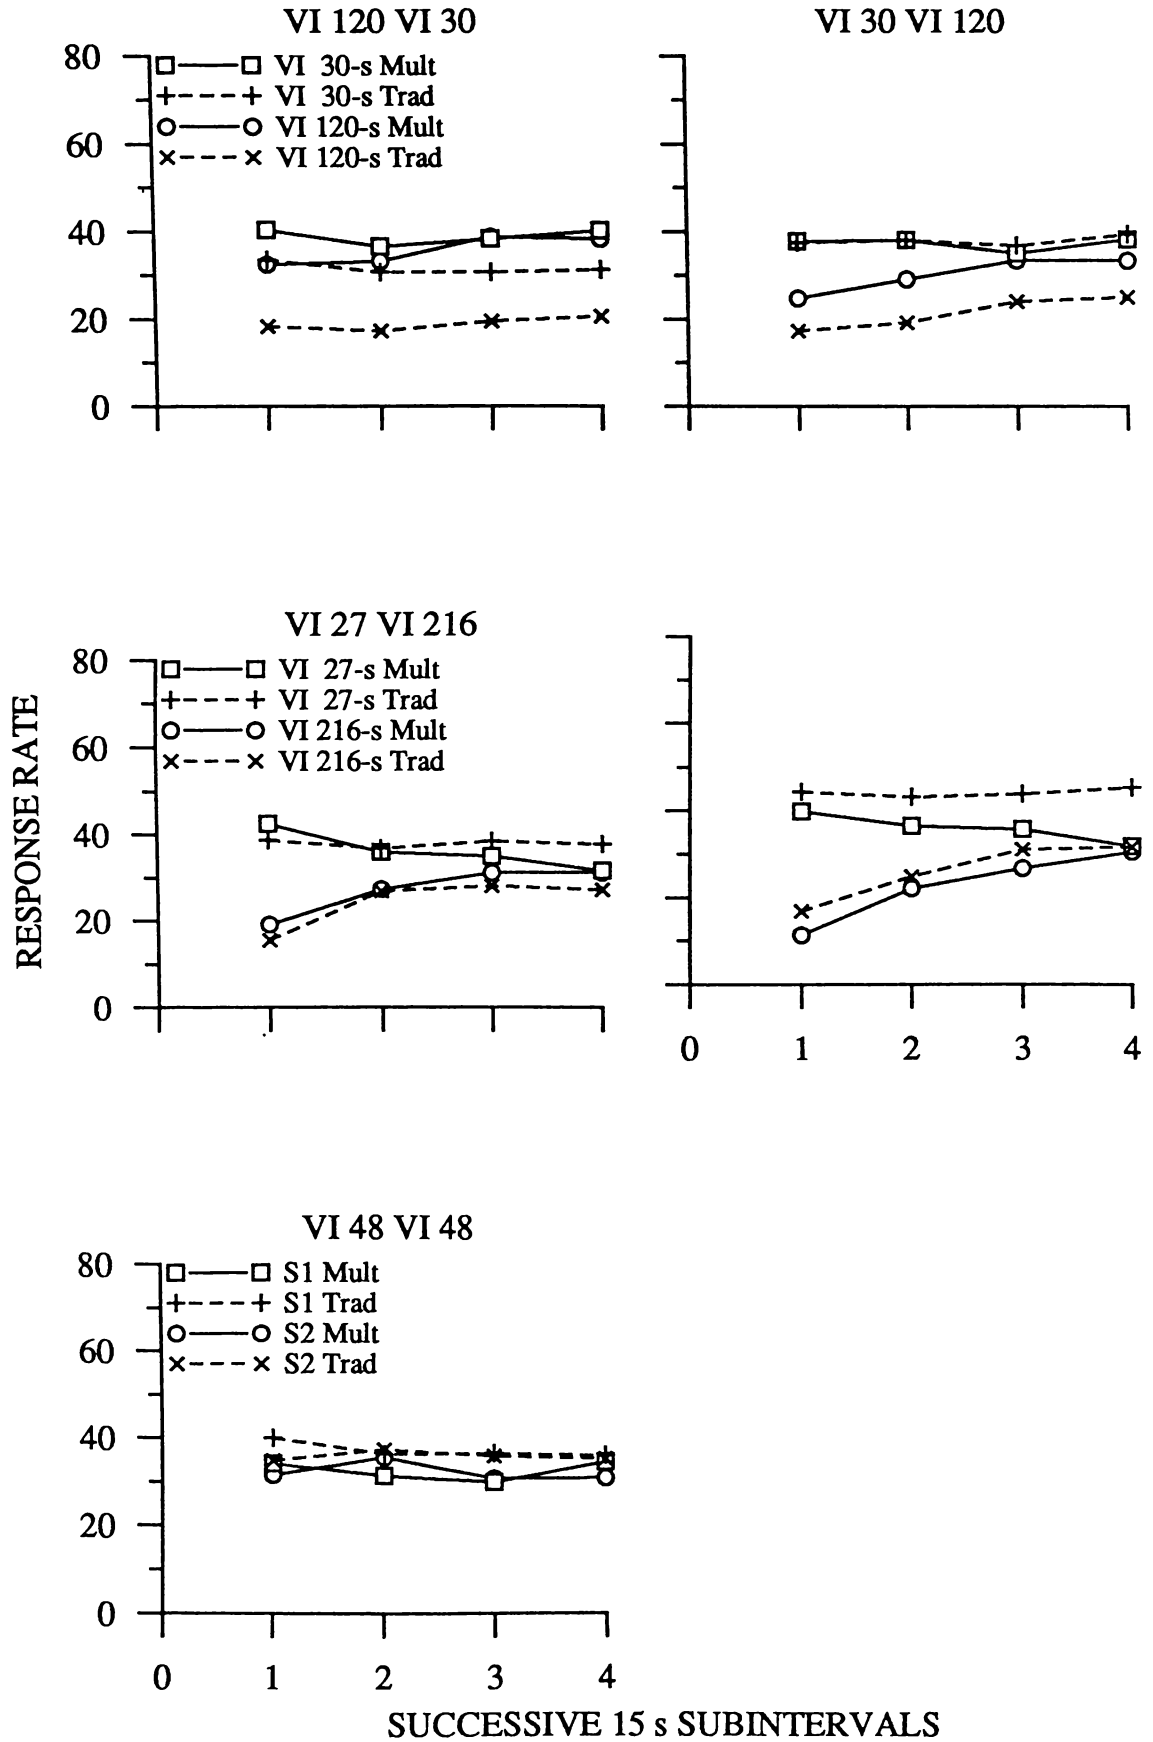 VI 120 VI 30
VI 30 VI 120
80
60
40
20
0
VI 30-s Mult
VI 30-s Trad
VI 120-s Mult
VI 120-s Trad
VI 27 VI 216
80
60
40
20
0
VI 27-s Mult
VI 27-s Trad
VI 216-s Mult
VI 216-s Trad
0 1 2 3 4
RESPONSE RATE
VI 48 VI 48
80
60
40
20
0
S1 Mult
S1 Trad
S2 Mult
S2 Trad
0 1 2 3 4
SUCCESSIVE 15 s SUBINTERVALS